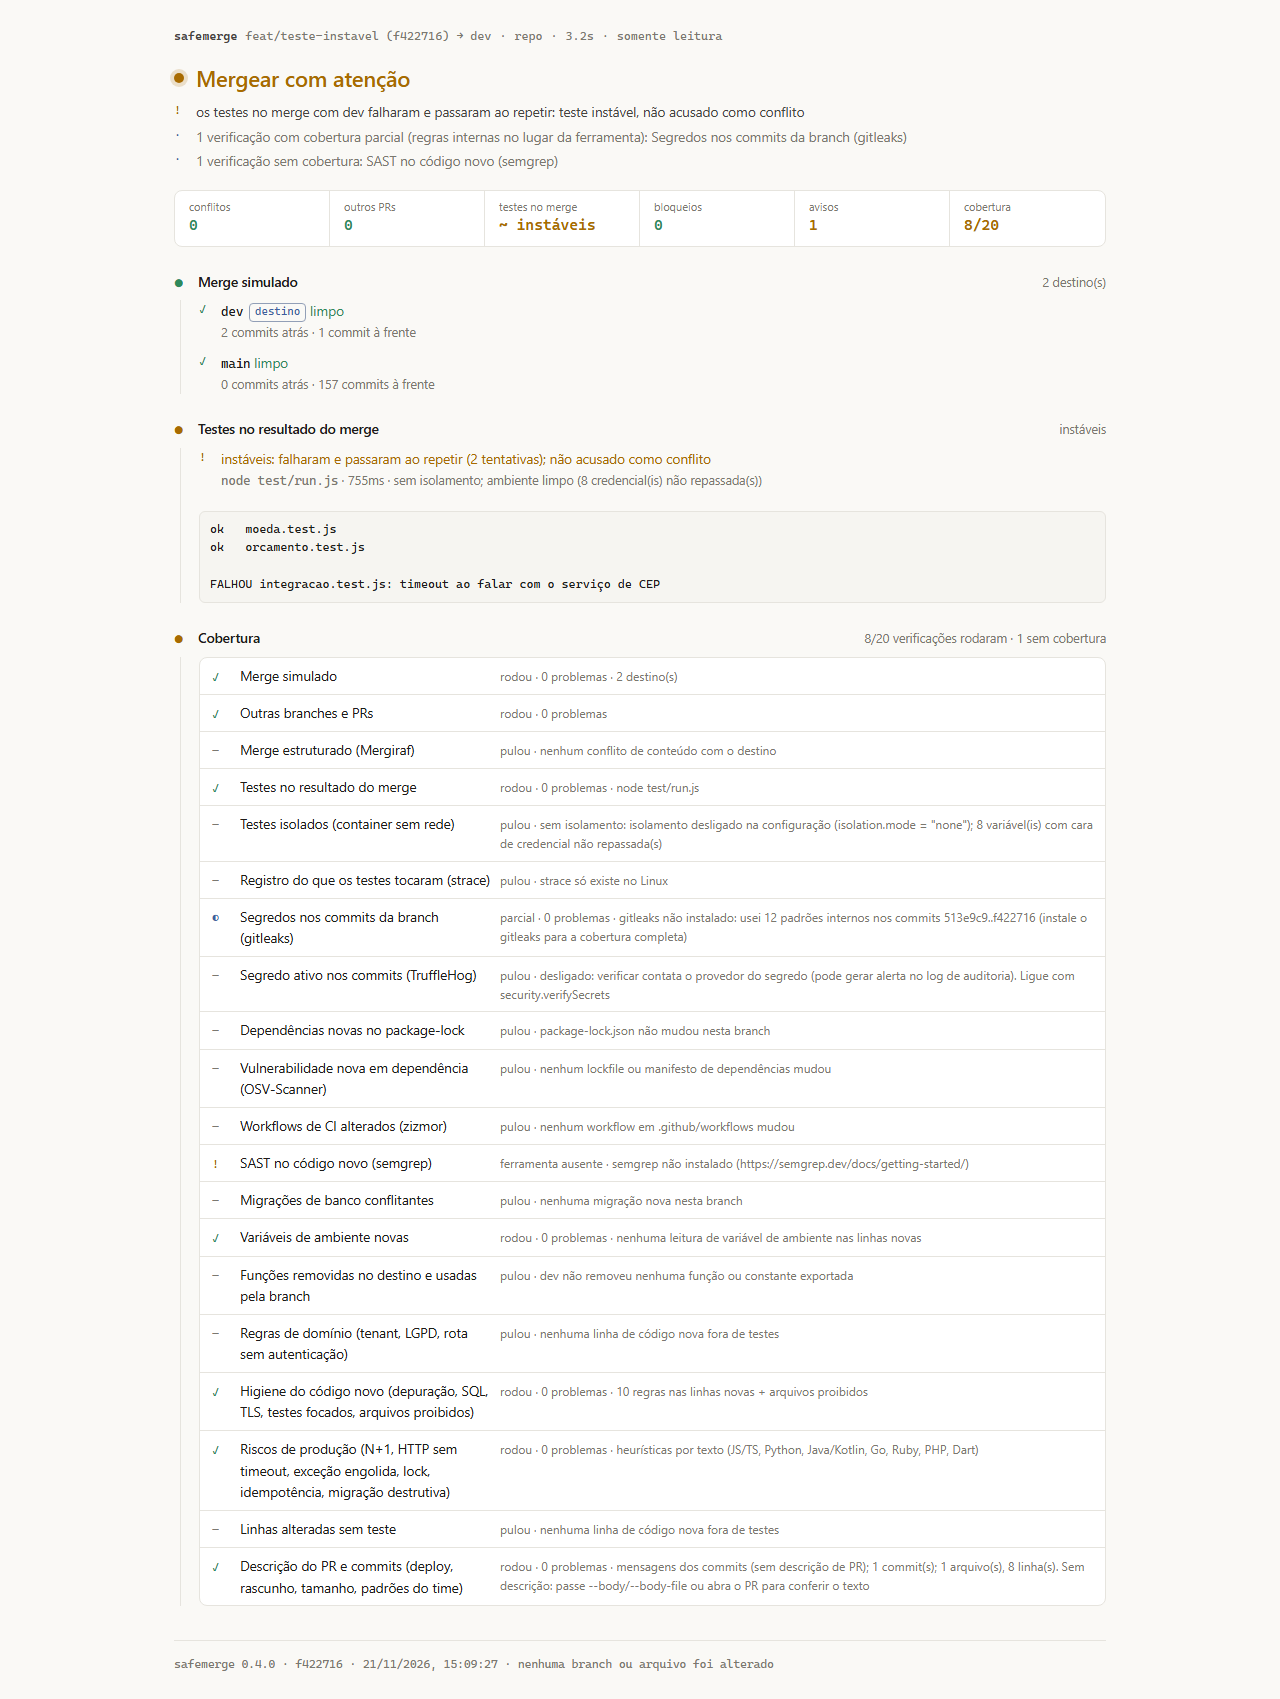 safemerge feat/teste-instavel (f422716) → dev · repo · 3.2s · somente leitura
Mergear com atenção
! os testes no merge com dev falharam e passaram ao repetir: teste instável, não acusado como conflito
· 1 verificação com cobertura parcial (regras internas no lugar da ferramenta): Segredos nos commits da branch (gitleaks)
· 1 verificação sem cobertura: SAST no código novo (semgrep)
conflitos outros PRs testes no merge bloqueios avisos cobertura
0 0 ~ instáveis 0 1 8/20
Merge simulado 2 destino(s)
✓ dev destino limpo
2 commits atrás · 1 commit à frente
✓ main limpo
0 commits atrás · 157 commits à frente
Testes no resultado do merge instáveis
! instáveis: falharam e passaram ao repetir (2 tentativas); não acusado como conflito
node test/run.js · 755ms · sem isolamento; ambiente limpo (8 credencial(is) não repassada(s))
ok moeda.test.js
ok orcamento.test.js
FALHOU integracao.test.js: timeout ao falar com o serviço de CEP
Cobertura 8/20 verificações rodaram · 1 sem cobertura
✓ Merge simulado rodou · 0 problemas · 2 destino(s)
✓ Outras branches e PRs rodou · 0 problemas
– Merge estruturado (Mergiraf) pulou · nenhum conflito de conteúdo com o destino
✓ Testes no resultado do merge rodou · 0 problemas · node test/run.js
– Testes isolados (container sem rede) pulou · sem isolamento: isolamento desligado na configuração (isolation.mode = "none"); 8 variável(is) com cara
de credencial não repassada(s)
– Registro do que os testes tocaram (strace) pulou · strace só existe no Linux
◐ Segredos nos commits da branch parcial · 0 problemas · gitleaks não instalado: usei 12 padrões internos nos commits 513e9c9..f422716 (instale o
(gitleaks) gitleaks para a cobertura completa)
– Segredo ativo nos commits (TruffleHog) pulou · desligado: verificar contata o provedor do segredo (pode gerar alerta no log de auditoria). Ligue com
security.verifySecrets
– Dependências novas no package-lock pulou · package-lock.json não mudou nesta branch
– Vulnerabilidade nova em dependência pulou · nenhum lockfile ou manifesto de dependências mudou
(OSV-Scanner)
– Workflows de CI alterados (zizmor) pulou · nenhum workflow em .github/workflows mudou
! SAST no código novo (semgrep) ferramenta ausente · semgrep não instalado (https://semgrep.dev/docs/getting-started/)
– Migrações de banco conflitantes pulou · nenhuma migração nova nesta branch
✓ Variáveis de ambiente novas rodou · 0 problemas · nenhuma leitura de variável de ambiente nas linhas novas
– Funções removidas no destino e usadas pulou · dev não removeu nenhuma função ou constante exportada
pela branch
– Regras de domínio (tenant, LGPD, rota pulou · nenhuma linha de código nova fora de testes
sem autenticação)
✓ Higiene do código novo (depuração, SQL, rodou · 0 problemas · 10 regras nas linhas novas + arquivos proibidos
TLS, testes focados, arquivos proibidos)
✓ Riscos de produção (N+1, HTTP sem rodou · 0 problemas · heurísticas por texto (JS/TS, Python, Java/Kotlin, Go, Ruby, PHP, Dart)
timeout, exceção engolida, lock,
idempotência, migração destrutiva)
– Linhas alteradas sem teste pulou · nenhuma linha de código nova fora de testes
✓ Descrição do PR e commits (deploy, rodou · 0 problemas · mensagens dos commits (sem descrição de PR); 1 commit(s); 1 arquivo(s), 8 linha(s). Sem
rascunho, tamanho, padrões do time) descrição: passe --body/--body-file ou abra o PR para conferir o texto
safemerge 0.4.0 · f422716 · 21/11/2026, 15:09:27 · nenhuma branch ou arquivo foi alterado